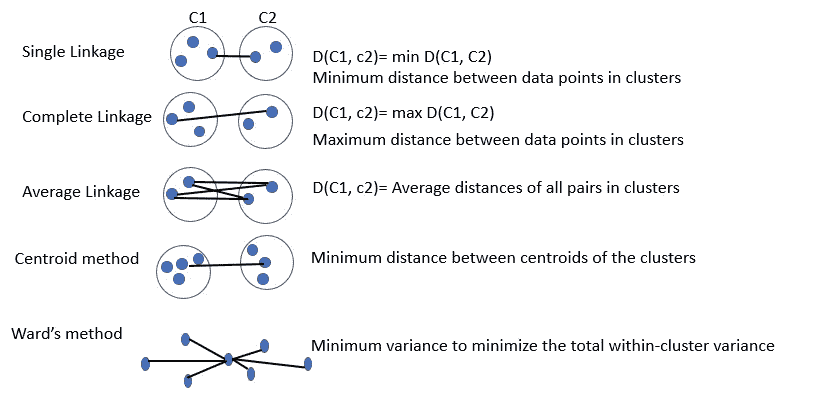 C1 C2
Single Linkage
D(C1, c2)= min D(C1, C2)
Minimum distance between data points in clusters
Complete Linkage
D(C1, c2)= max D(C1, C2)
Maximum distance between data points in clusters
Average Linkage
D(C1, c2)= Average distances of all pairs in clusters
Centroid method
Minimum distance between centroids of the clusters
Ward’s method
Minimum variance to minimize the total within-cluster variance